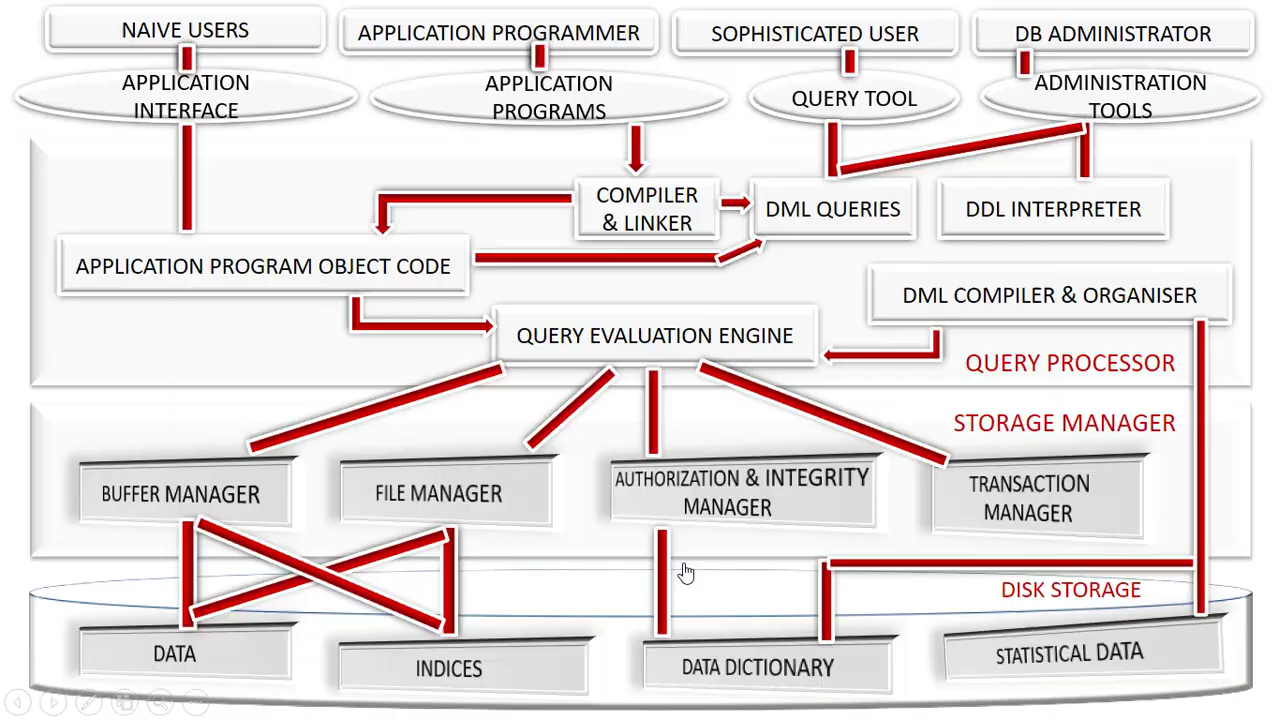 NAIVE USERS
APPLICATION PROGRAMMER
SOPHISTICATED USER
DB ADMINISTRATOR
APPLICATION
INTERFACE
APPLICATION
PROGRAMS
QUERY TOOL
ADMINISTRATION
TOOLS
COMPILER
& LINKER
DML QUERIES
DDL INTERPRETER
APPLICATION PROGRAM OBJECT CODE
DML COMPILER & ORGANISER
QUERY EVALUATION ENGINE
QUERY PROCESSOR
STORAGE MANAGER
BUFFER MANAGER
FILE MANAGER
AUTHORIZATION & INTEGRITY
MANAGER
TRANSACTION
MANAGER
DISK STORAGE
DATA
INDICES
DATA DICTIONARY
STATISTICAL DATA